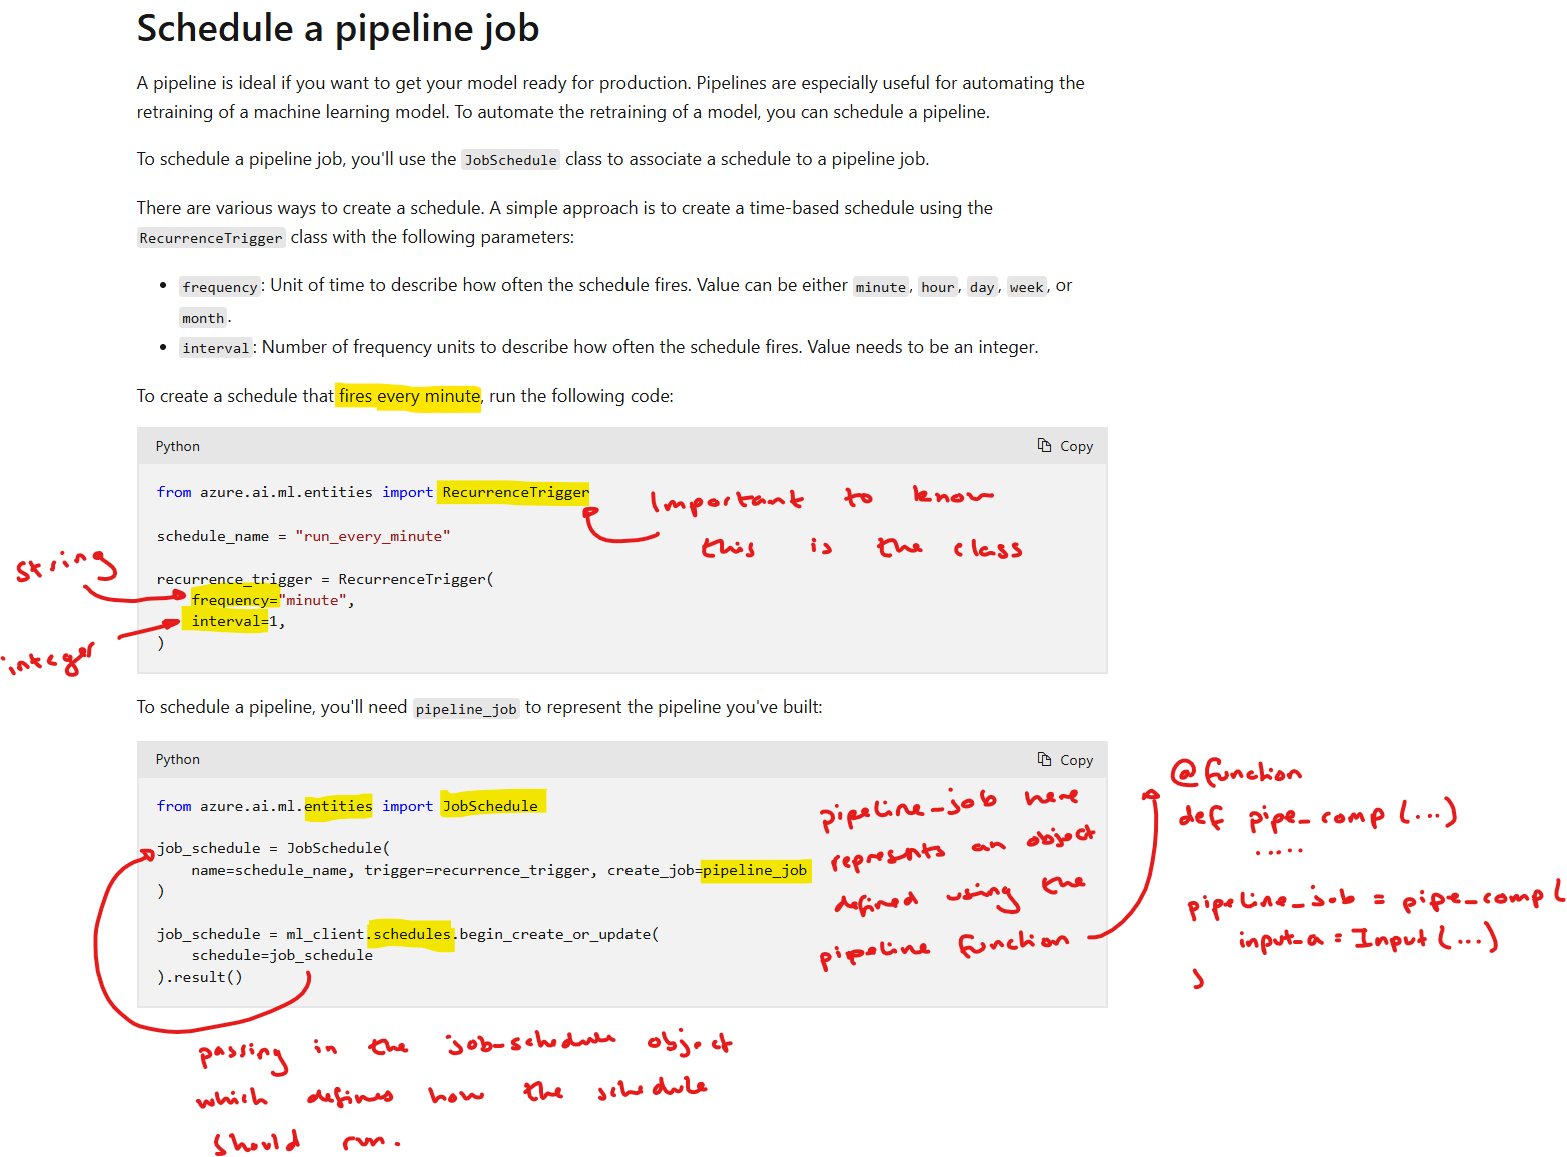 Schedule a pipeline job
A pipeline is ideal if you want to get your model ready for production. Pipelines are especially useful for automating the
retraining of a machine learning model. To automate the retraining of a model, you can schedule a pipeline.
To schedule a pipeline job, you'll use the JobSchedule class to associate a schedule to a pipeline job.
There are various ways to create a schedule. A simple approach is to create a time-based schedule using the
RecurrenceTrigger class with the following parameters:
• frequency: Unit of time to describe how often the schedule fires. Value can be either minute, hour, day, week, or
month.
• interval: Number of frequency units to describe how often the schedule fires. Value needs to be an integer.
To create a schedule that fires every minute, run the following code:
Python
Copy
from azure.ai.ml.entities import RecurrenceTrigger
Important to know
this is the class
schedule_name = "run_every_minute"
string
recurrence_trigger = RecurrenceTrigger(
frequency="minute",
interval=1,
)
integer
To schedule a pipeline, you'll need pipeline_job to represent the pipeline you've built:
Python
Copy
from azure.ai.ml.entities import JobSchedule
job_schedule = JobSchedule(
name=schedule_name, trigger=recurrence_trigger, create_job=pipeline_job
)
job_schedule = ml_client.schedules.begin_create_or_update(
schedule=job_schedule
).result()
pipeline_job here
represents an object
defined using the
pipeline function
@function
def pipe_comp (...)
.....
pipeline_job = pipe_comp (
input_a = Input (...)
)
passing in the job-schedule object
which defines how the schedule
should run.